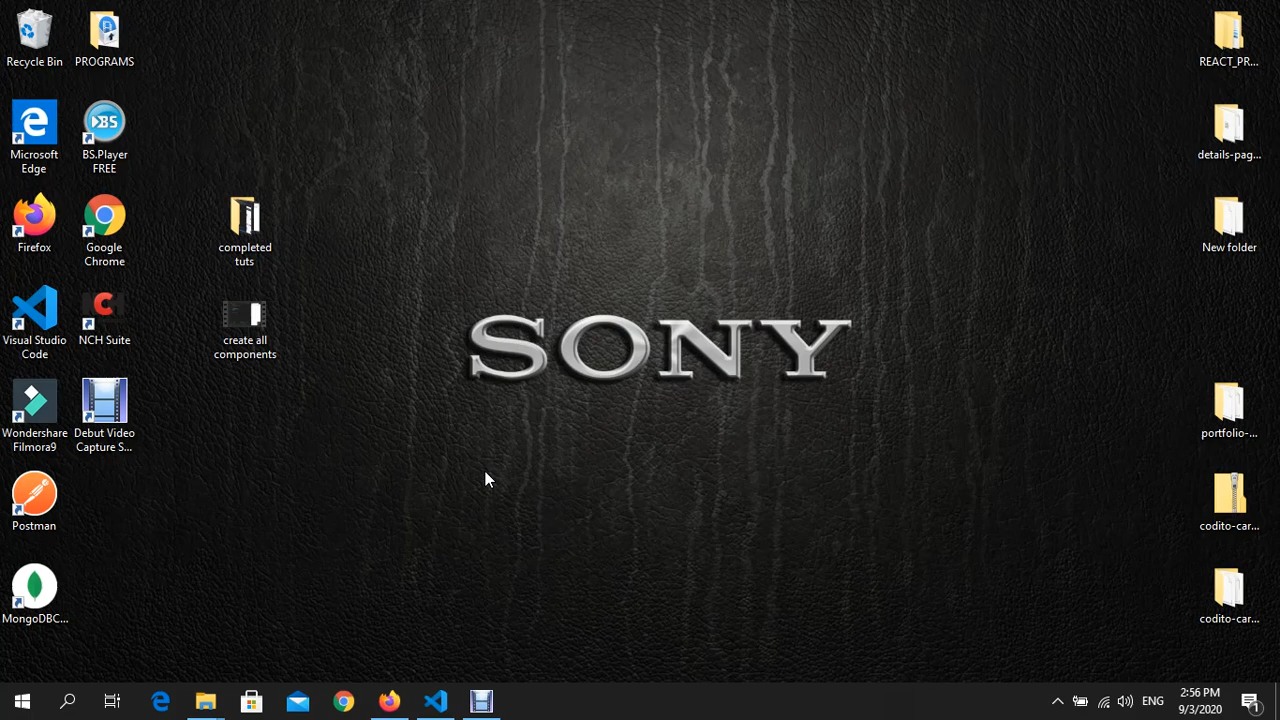 Recycle Bin
PROGRAMS
Microsoft Edge
BS.Player FREE
Firefox
Google Chrome
Visual Studio Code
NCH Suite
Wondershare Filmora9
Debut Video Capture S...
Postman
MongoDBC...
completed tuts
create all components
SONY
REACT_PR...
details-pag...
New folder
portfolio-...
codito-car...
codito-car...
ENG
2:56 PM
9/3/2020
1